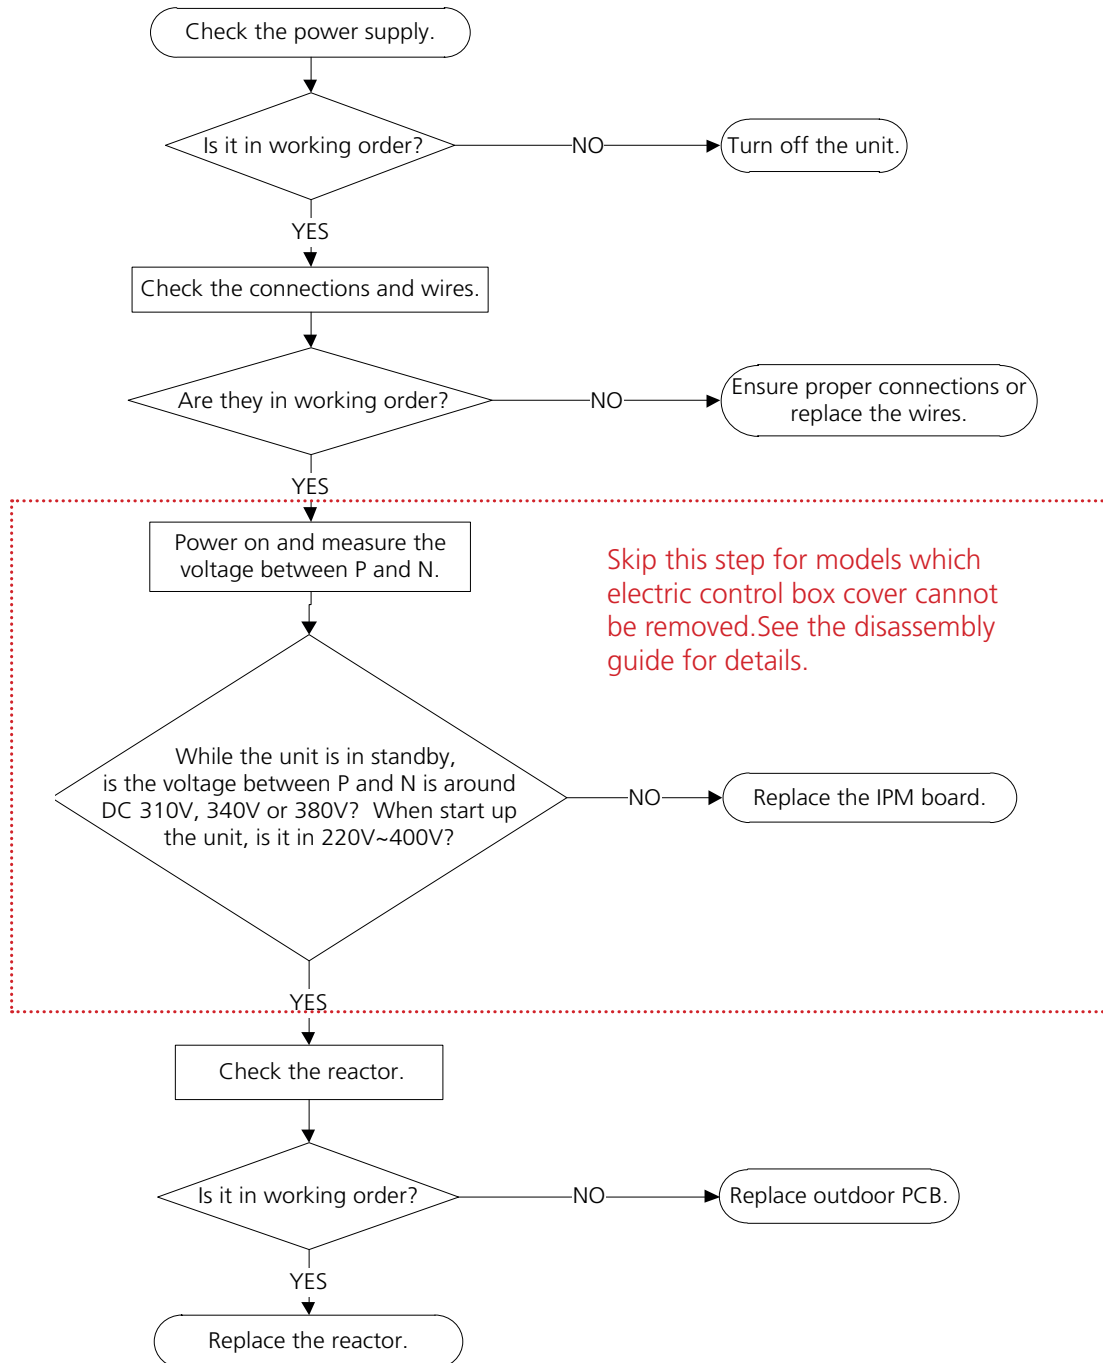 Check the power supply.
Is it in working order?
NO
Turn off the unit.
YES
Check the connections and wires.
Are they in working order?
NO
Ensure proper connections or
replace the wires.
YES
Power on and measure the
voltage between P and N.
Skip this step for models which
electric control box cover cannot
be removed.See the disassembly
guide for details.
While the unit is in standby,
is the voltage between P and N is around
DC 310V, 340V or 380V? When start up
the unit, is it in 220V~400V?
NO
Replace the IPM board.
YES
Check the reactor.
Is it in working order?
NO
Replace outdoor PCB.
YES
Replace the reactor.